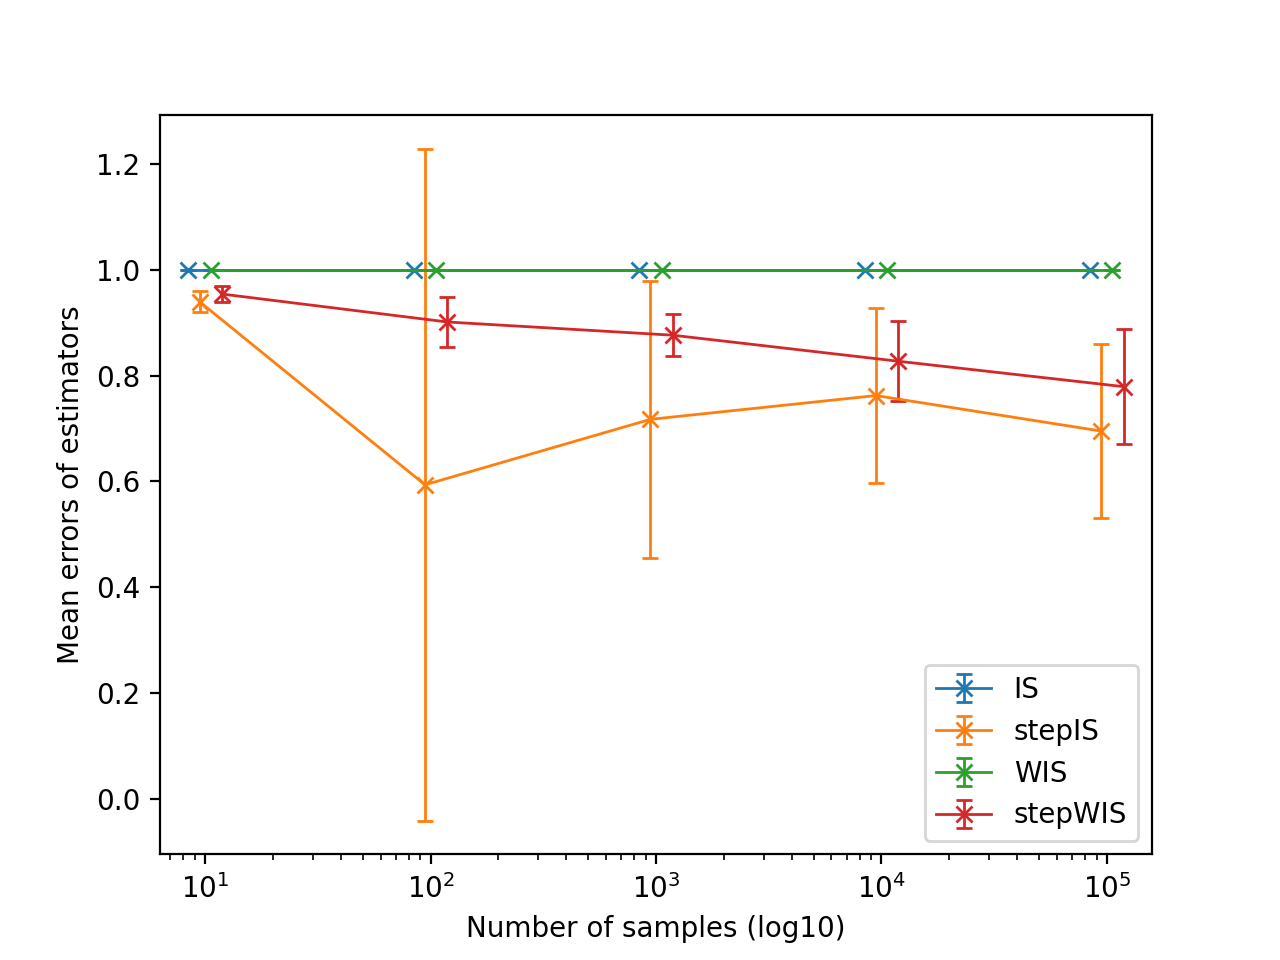 Mean errors of estimators
1.2
1.0
0.8
0.6
0.4
0.2
0.0
IS
stepIS
WIS
stepWIS
10¹ 10² 10³ 10⁴ 10⁵
Number of samples (log10)